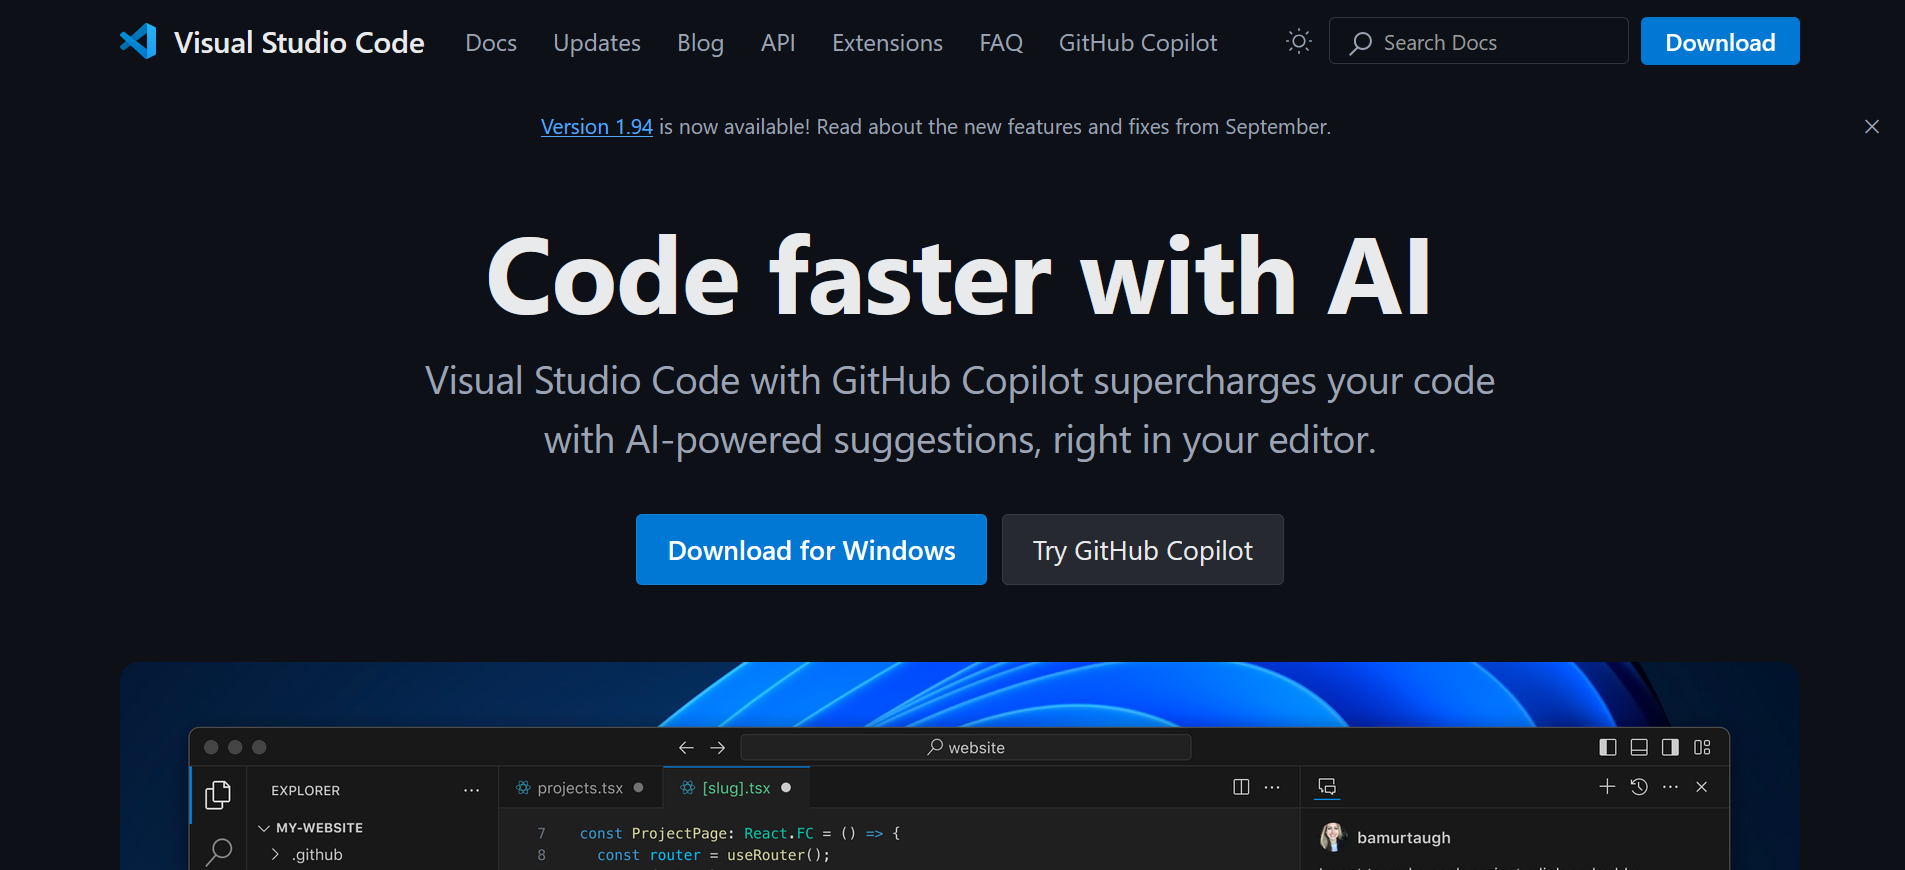 Visual Studio Code Docs Updates Blog API Extensions FAQ GitHub Copilot Search Docs Download
Version 1.94 is now available! Read about the new features and fixes from September.
Code faster with AI
Visual Studio Code with GitHub Copilot supercharges your code
with AI-powered suggestions, right in your editor.
Download for Windows Try GitHub Copilot
website
EXPLORER ··· projects.tsx [slug].tsx ···  ···
MY-WEBSITE
7 const ProjectPage: React.FC = () => {
bamurtaugh
.github
8 const router = useRouter();